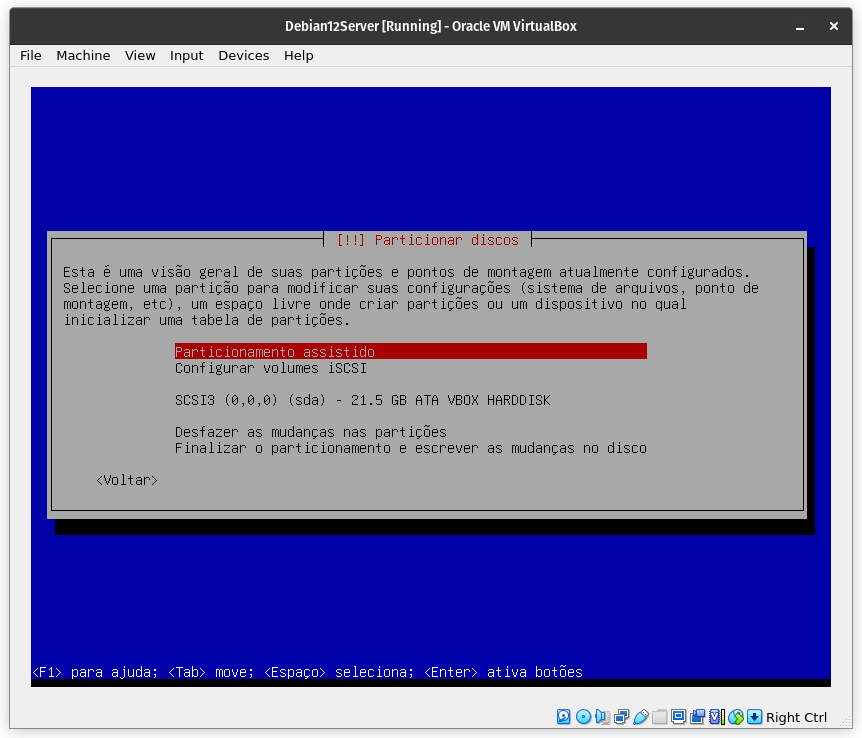 Debian12Server [Running] - Oracle VM VirtualBox
File Machine View Input Devices Help
[!!] Particionar discos
Esta é uma visão geral de suas partições e pontos de montagem atualmente configurados.
Selecione uma partição para modificar suas configurações (sistema de arquivos, ponto de
montagem, etc), um espaço livre onde criar partições ou um dispositivo no qual
inicializar uma tabela de partições.
Particionamento assistido
Configurar volumes iSCSI
SCSI3 (0,0,0) (sda) - 21.5 GB ATA VBOX HARDDISK
Desfazer as mudanças nas partições
Finalizar o particionamento e escrever as mudanças no disco
<Voltar>
<F1> para ajuda; <Tab> move; <Espaço> seleciona; <Enter> ativa botões
Right Ctrl